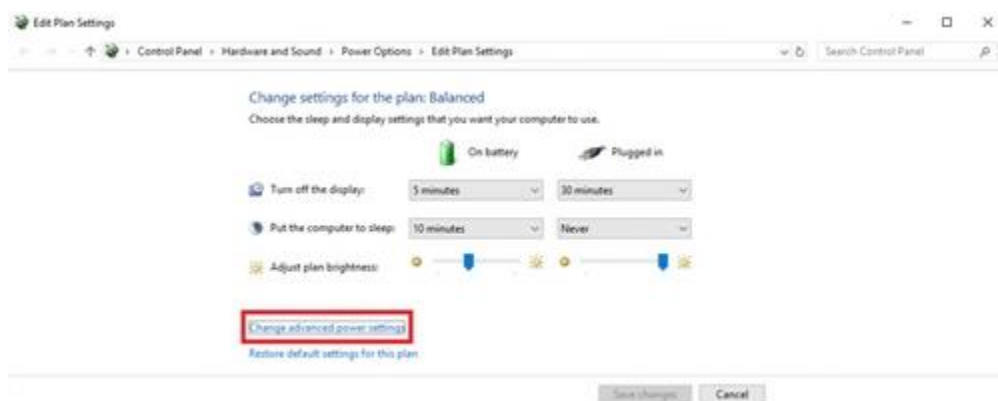 Edit Plan Settings
Control Panel › Hardware and Sound › Power Options › Edit Plan Settings
Search Control Panel
Change settings for the plan: Balanced
Choose the sleep and display settings that you want your computer to use.
On battery Plugged in
Turn off the display: 5 minutes 30 minutes
Put the computer to sleep: 10 minutes Never
Adjust plan brightness:
Change advanced power settings
Restore default settings for this plan
Save changes Cancel